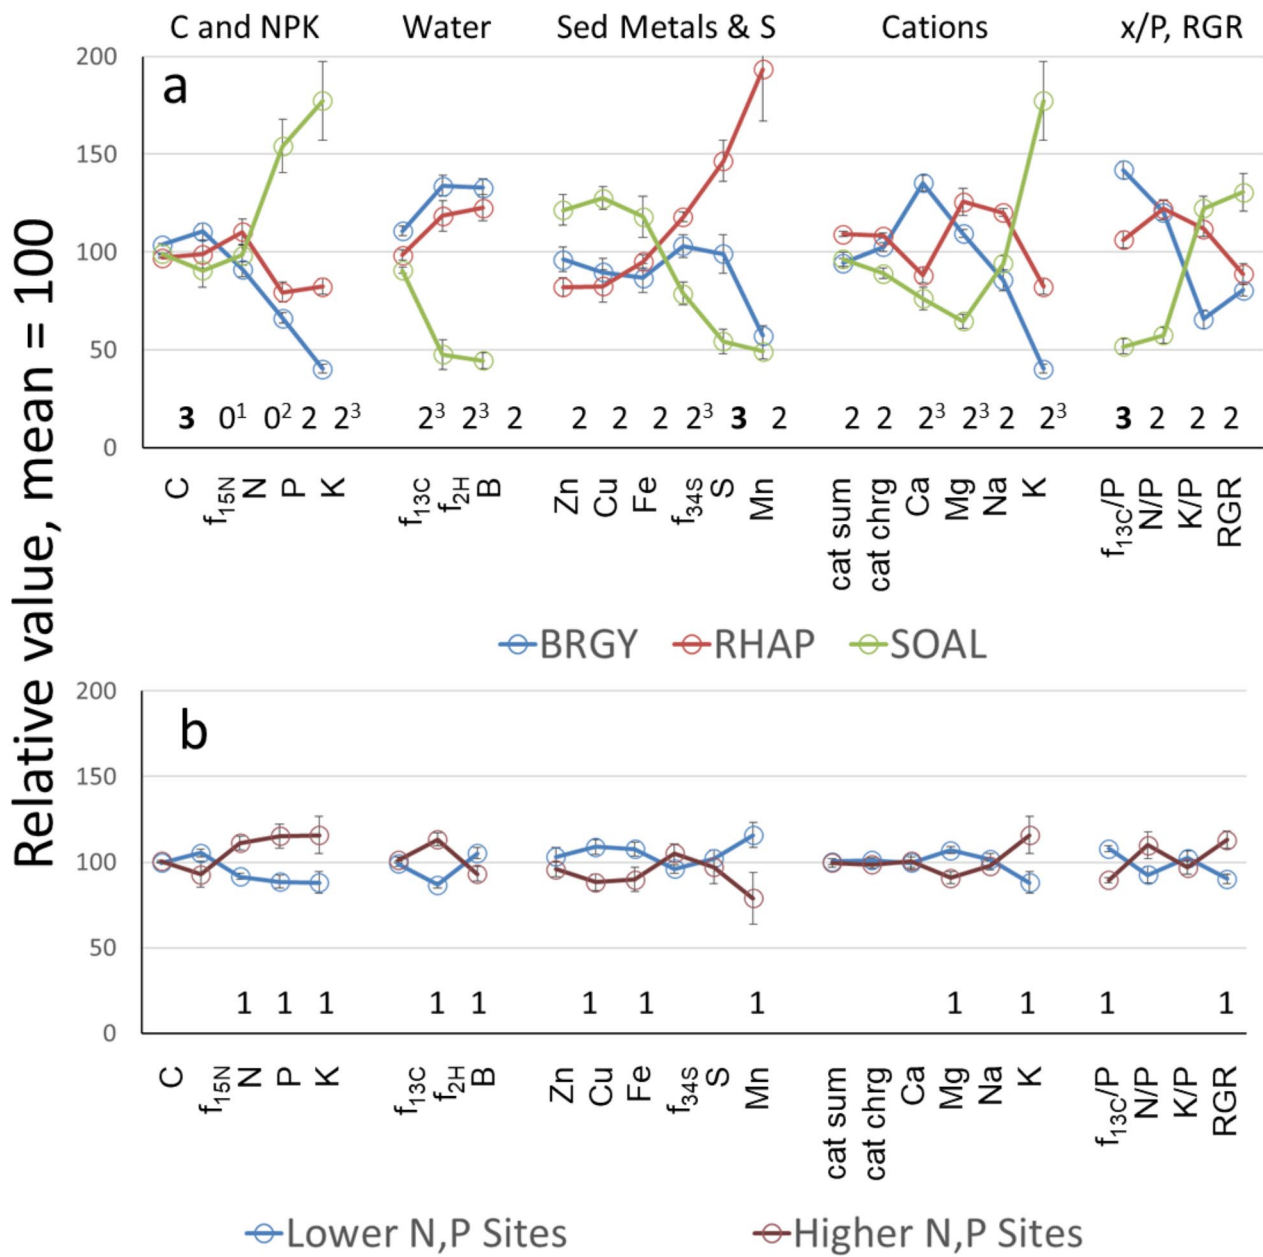 C and NPK Water Sed Metals & S Cations x/P, RGR
Relative value, mean = 100
200
a
150
100
50
3 0¹ 0² 2 2³ 2³ 2³ 2 2 2 2 2³ 3 2 2 2 2³ 2³ 2 2³ 3 2 2 2
0
C f₁₅N N P K f₁₃C f₂H B Zn Cu Fe f₃₄S S Mn cat sum cat chrg Ca Mg Na K f₁₃C/P N/P K/P RGR
BRGY RHAP SOAL
200
b
150
100
50
1 1 1 1 1 1 1 1 1 1 1 1
0
C f₁₅N N P K f₁₃C f₂H B Zn Cu Fe f₃₄S S Mn cat sum cat chrg Ca Mg Na K f₁₃C/P N/P K/P RGR
Lower N,P Sites Higher N,P Sites